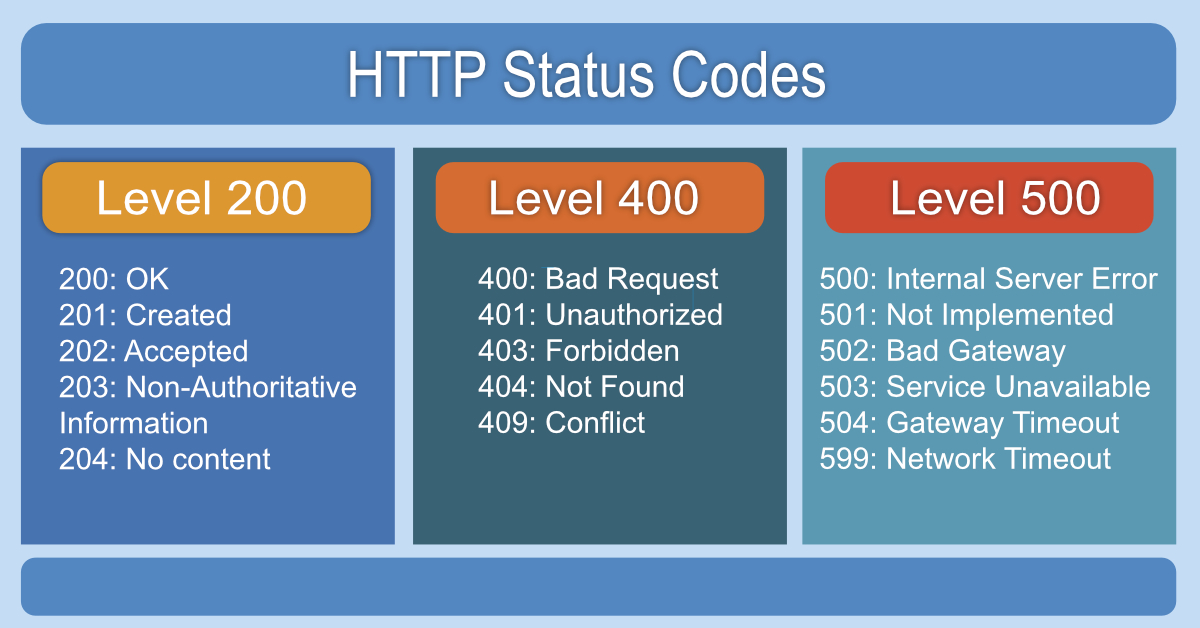 HTTP Status Codes
Level 200
200: OK
201: Created
202: Accepted
203: Non-Authoritative
Information
204: No content
Level 400
400: Bad Request
401: Unauthorized
403: Forbidden
404: Not Found
409: Conflict
Level 500
500: Internal Server Error
501: Not Implemented
502: Bad Gateway
503: Service Unavailable
504: Gateway Timeout
599: Network Timeout